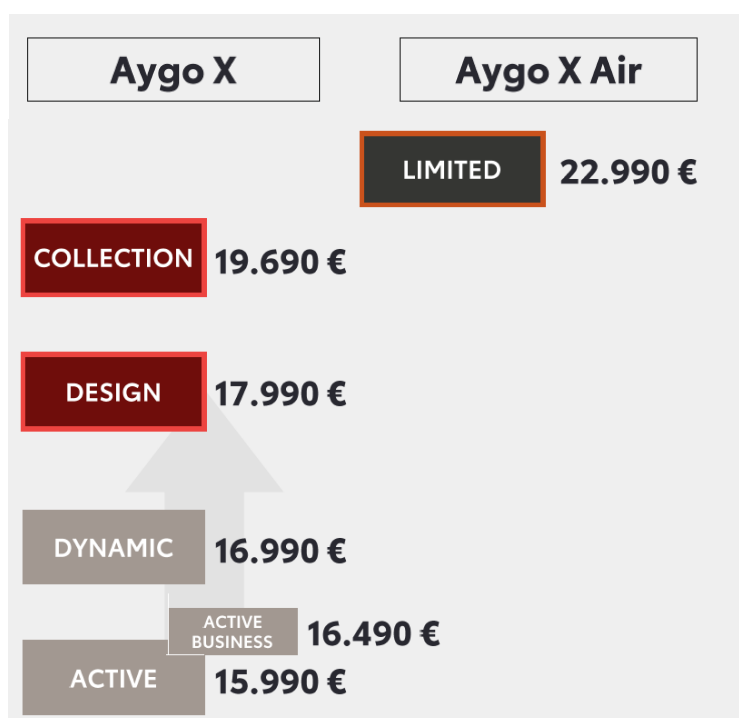 Aygo X
Aygo X Air
LIMITED 22.990 €
COLLECTION 19.690 €
DESIGN 17.990 €
DYNAMIC 16.990 €
ACTIVE
BUSINESS 16.490 €
ACTIVE 15.990 €